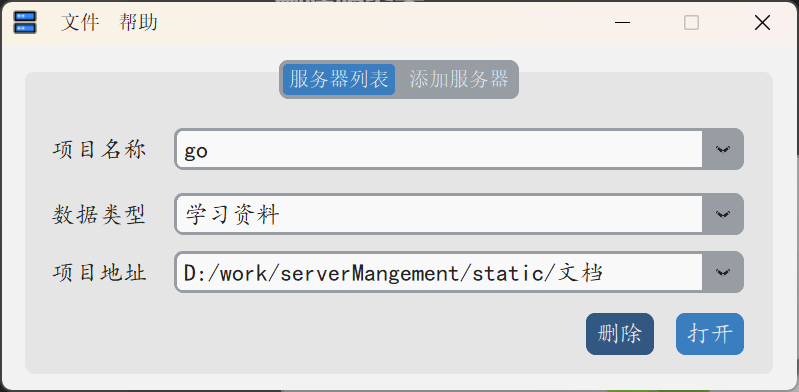 文件 帮助
服务器列表 添加服务器
项目名称 go
数据类型 学习资料
项目地址 D:/work/serverMangement/static/文档
删除 打开